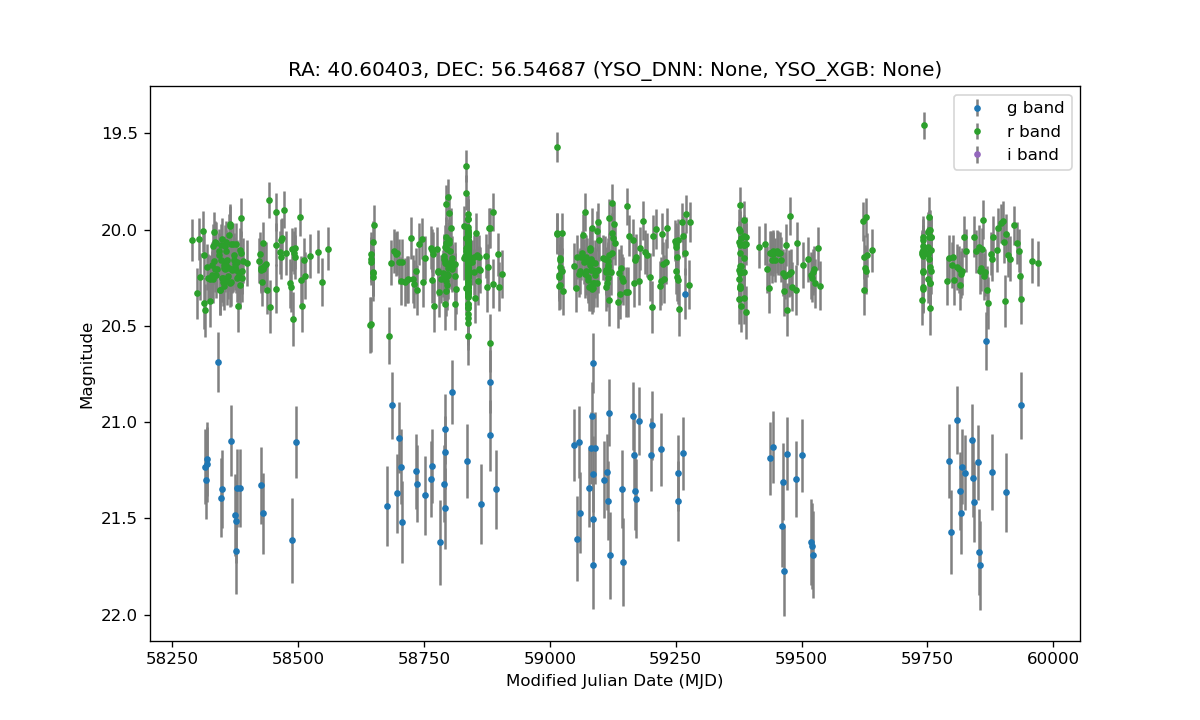 RA: 40.60403, DEC: 56.54687 (YSO_DNN: None, YSO_XGB: None)
g band
r band
i band
19.5
20.0
20.5
21.0
21.5
22.0
Magnitude
58250 58500 58750 59000 59250 59500 59750 60000
Modified Julian Date (MJD)